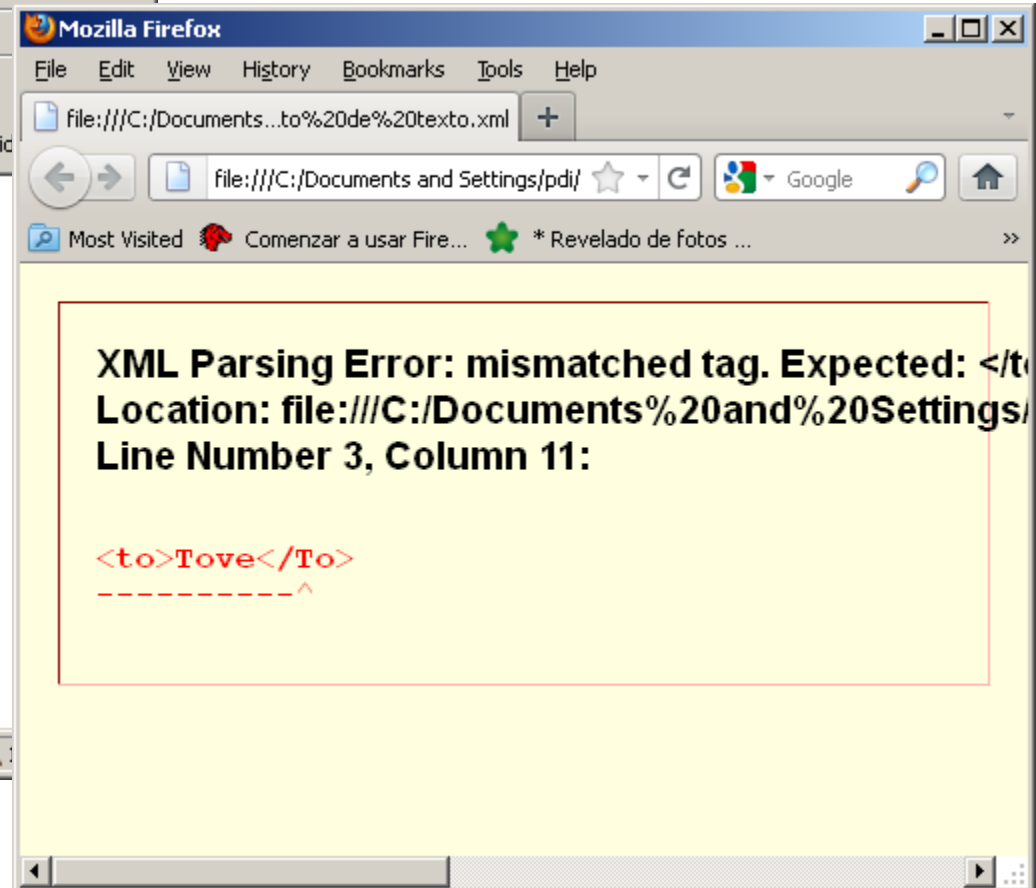 Mozilla Firefox
File Edit View History Bookmarks Tools Help
file:///C:/Documents...to%20de%20texto.xml +
file:///C:/Documents and Settings/pdi/ Google
Most Visited Comenzar a usar Fire... * Revelado de fotos ... »
XML Parsing Error: mismatched tag. Expected: </t
Location: file:///C:/Documents%20and%20Settings/
Line Number 3, Column 11:
<to>Tove</To>
----------^